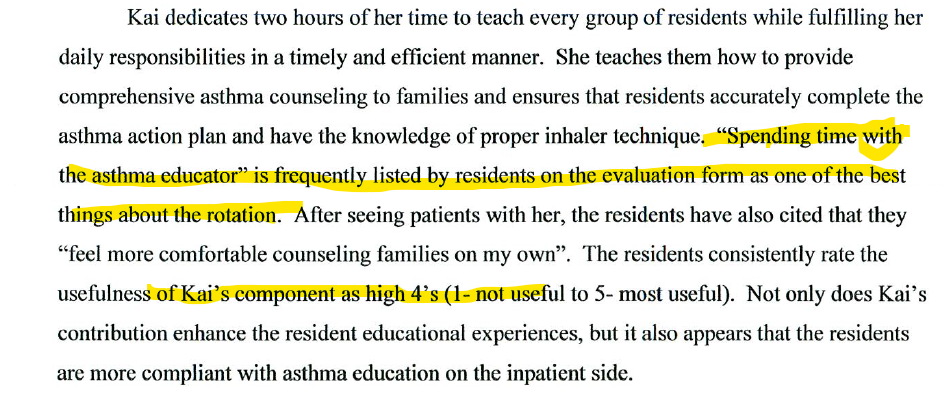 Kai dedicates two hours of her time to teach every group of residents while fulfilling her
daily responsibilities in a timely and efficient manner.  She teaches them how to provide
comprehensive asthma counseling to families and ensures that residents accurately complete the
asthma action plan and have the knowledge of proper inhaler technique.  “Spending time with
the asthma educator” is frequently listed by residents on the evaluation form as one of the best
things about the rotation.  After seeing patients with her, the residents have also cited that they
“feel more comfortable counseling families on my own”.  The residents consistently rate the
usefulness of Kai’s component as high 4’s (1- not useful to 5- most useful).  Not only does Kai’s
contribution enhance the resident educational experiences, but it also appears that the residents
are more compliant with asthma education on the inpatient side.